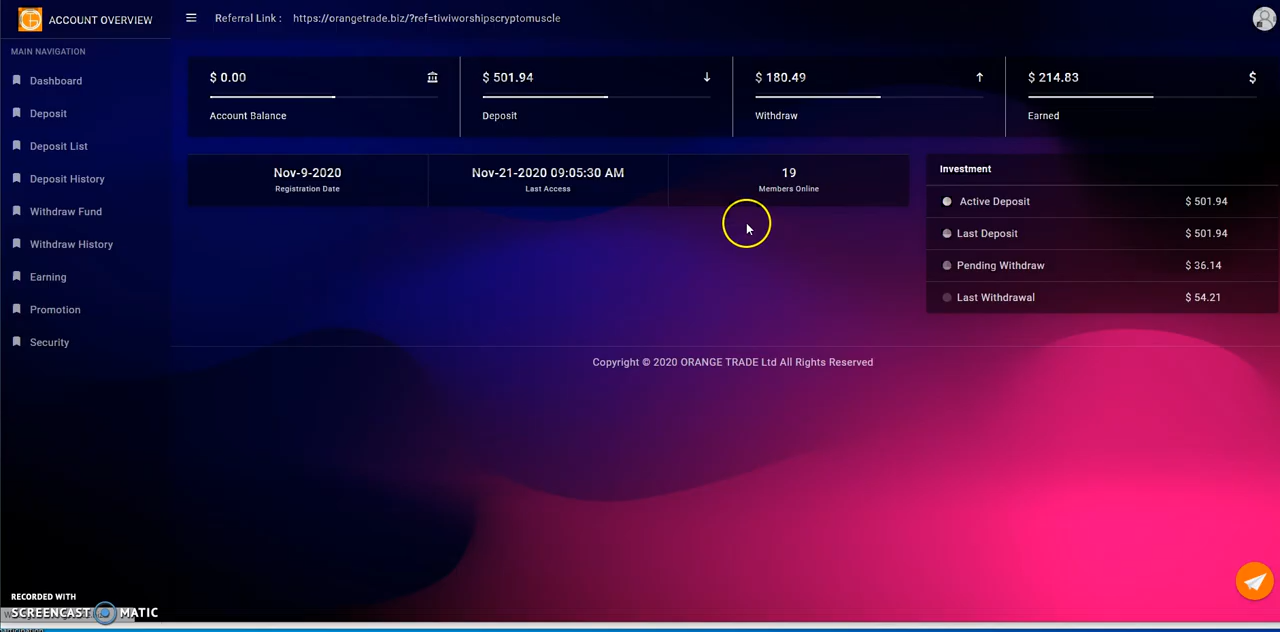 ACCOUNT OVERVIEW
Referral Link : https://orangetrade.biz/?ref=tiwiworshipscryptomuscle
MAIN NAVIGATION
Dashboard
Deposit
Deposit List
Deposit History
Withdraw Fund
Withdraw History
Earning
Promotion
Security
$ 0.00
Account Balance
$ 501.94
Deposit
$ 180.49
Withdraw
$ 214.83
$
Earned
Nov-9-2020
Registration Date
Nov-21-2020 09:05:30 AM
Last Access
19
Members Online
Investment
Active Deposit $ 501.94
Last Deposit $ 501.94
Pending Withdraw $ 36.14
Last Withdrawal $ 54.21
Copyright © 2020 ORANGE TRADE Ltd All Rights Reserved
RECORDED WITH
SCREENCAST MATIC